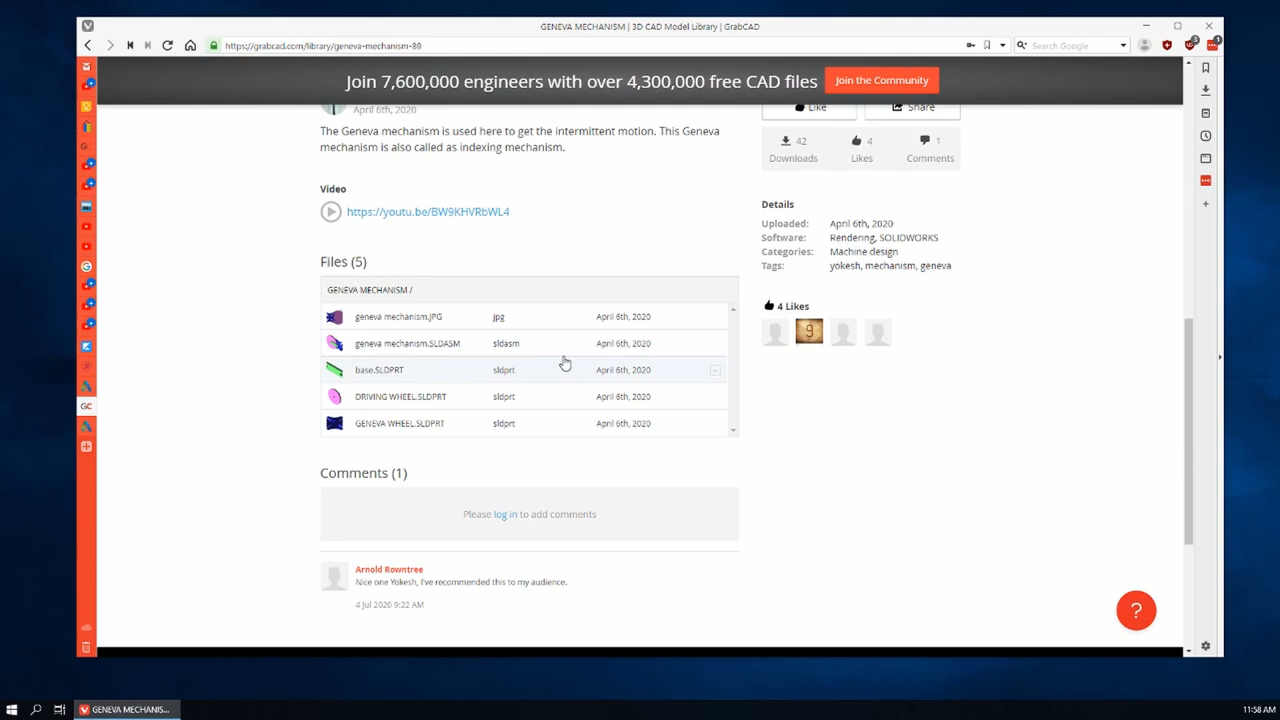 GENEVA MECHANISM | 3D CAD Model Library | GrabCAD
https://grabcad.com/library/geneva-mechanism-89
Search Google
3
1
Join 7,600,000 engineers with over 4,300,000 free CAD files
Join the Community
April 6th, 2020
The Geneva mechanism is used here to get the intermittent motion. This Geneva
mechanism is also called as indexing mechanism.
Video
https://youtu.be/BW9KHVRbWL4
Files (5)
GENEVA MECHANISM /
geneva mechanism.JPG jpg April 6th, 2020
geneva mechanism.SLDASM sldasm April 6th, 2020
base.SLDPRT sldprt April 6th, 2020
DRIVING WHEEL.SLDPRT sldprt April 6th, 2020
GENEVA WHEEL.SLDPRT sldprt April 6th, 2020
Comments (1)
Please log in to add comments
Arnold Rowntree
Nice one Yokesh, I've recommended this to my audience.
4 Jul 2020 9:22 AM
Like
Share
42 4 1
Downloads Likes Comments
Details
Uploaded: April 6th, 2020
Software: Rendering, SOLIDWORKS
Categories: Machine design
Tags: yokesh, mechanism, geneva
4 Likes
9
?
GC
GC
GENEVA MECHANIS...
11:58 AM